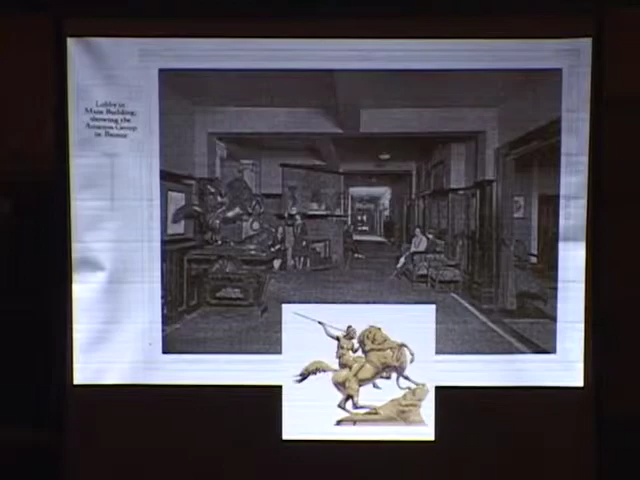 Lobby in
Main Building,
showing the
Amazon Group
in Bronze